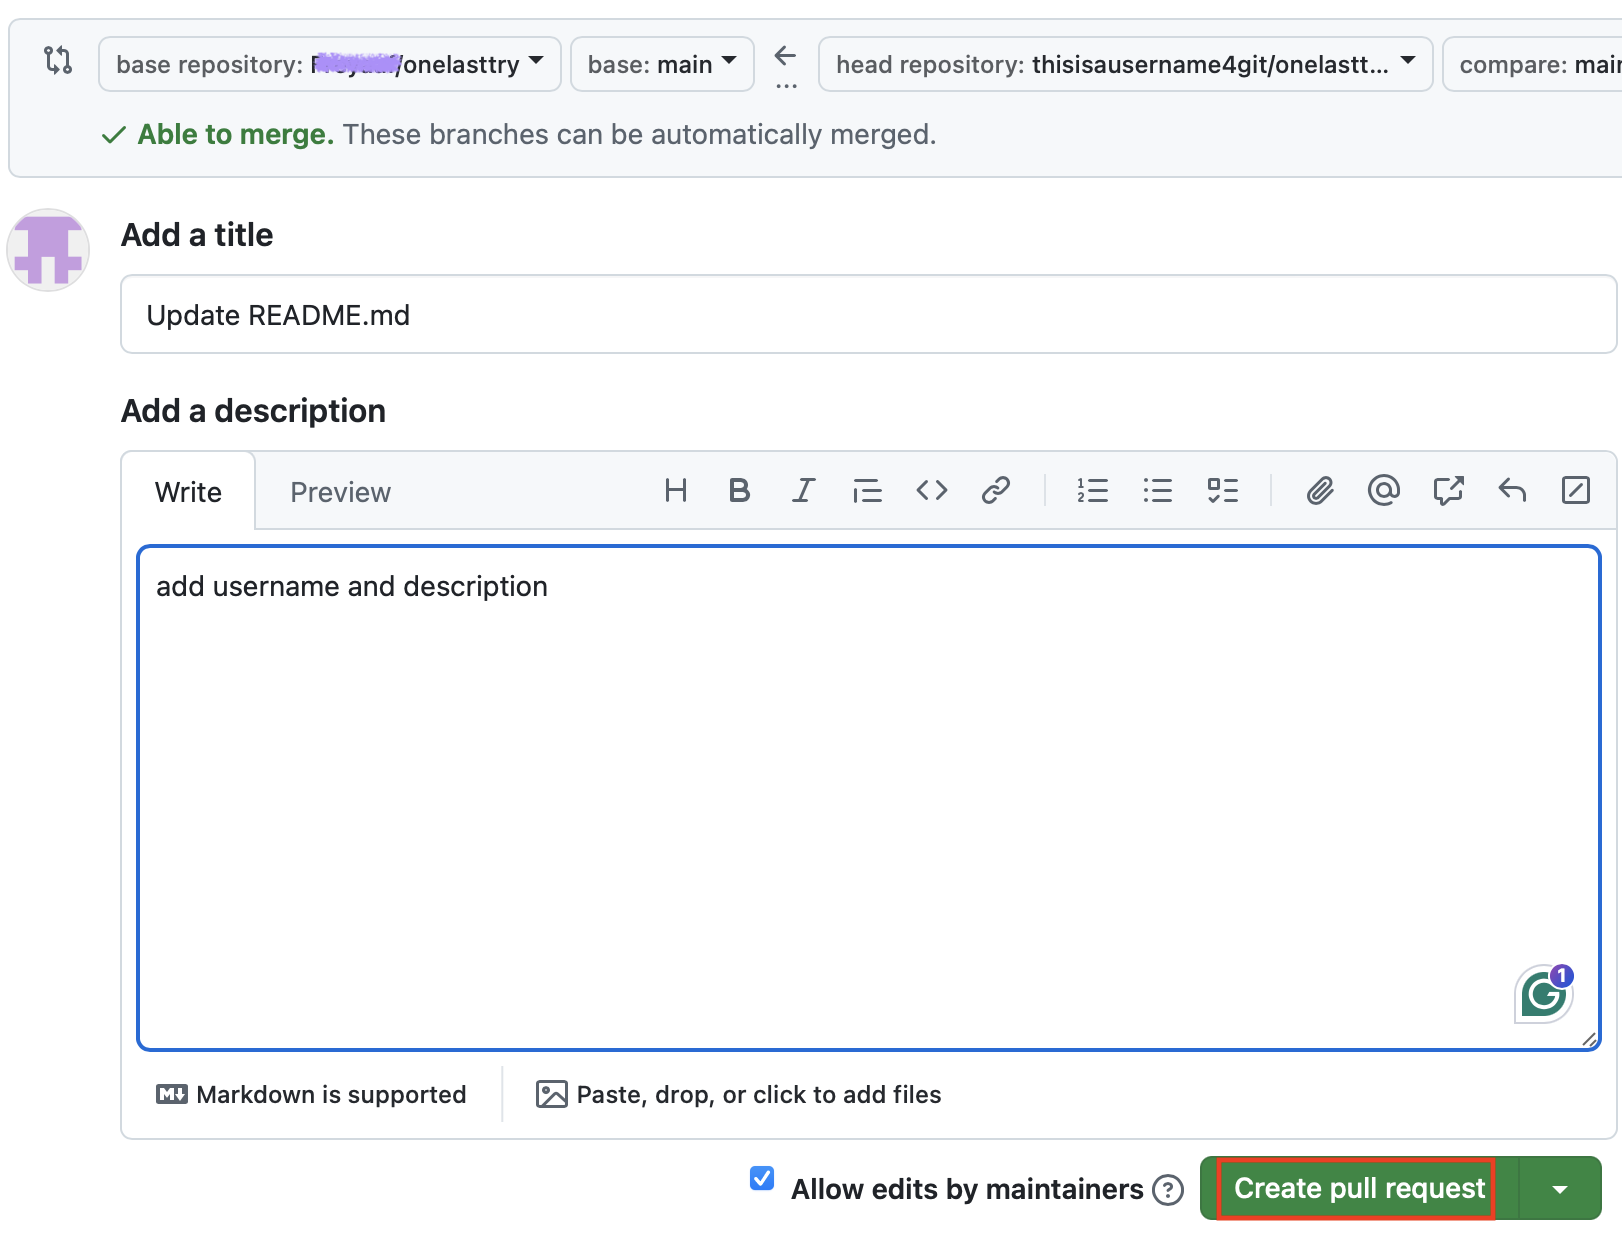 base repository: /onelasttry base: main ... head repository: thisisausername4git/onelastt... compare:
Able to merge. These branches can be automatically merged.
Add a title
Update README.md
Add a description
Write Preview
add username and description
1
Markdown is supported Paste, drop, or click to add files
Allow edits by maintainers Create pull request